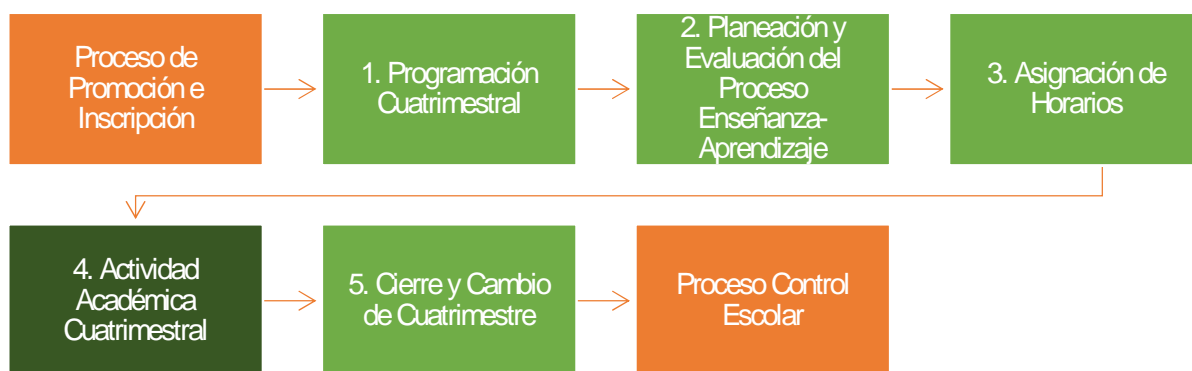 Proceso de
Promoción e
Inscripción
1. Programación
Cuatrimestral
2. Planeación y
Evaluación del
Proceso
Enseñanza-
Aprendizaje
3. Asignación de
Horarios
4. Actividad
Académica
Cuatrimestral
5. Cierre y Cambio
de Cuatrimestre
Proceso Control
Escolar